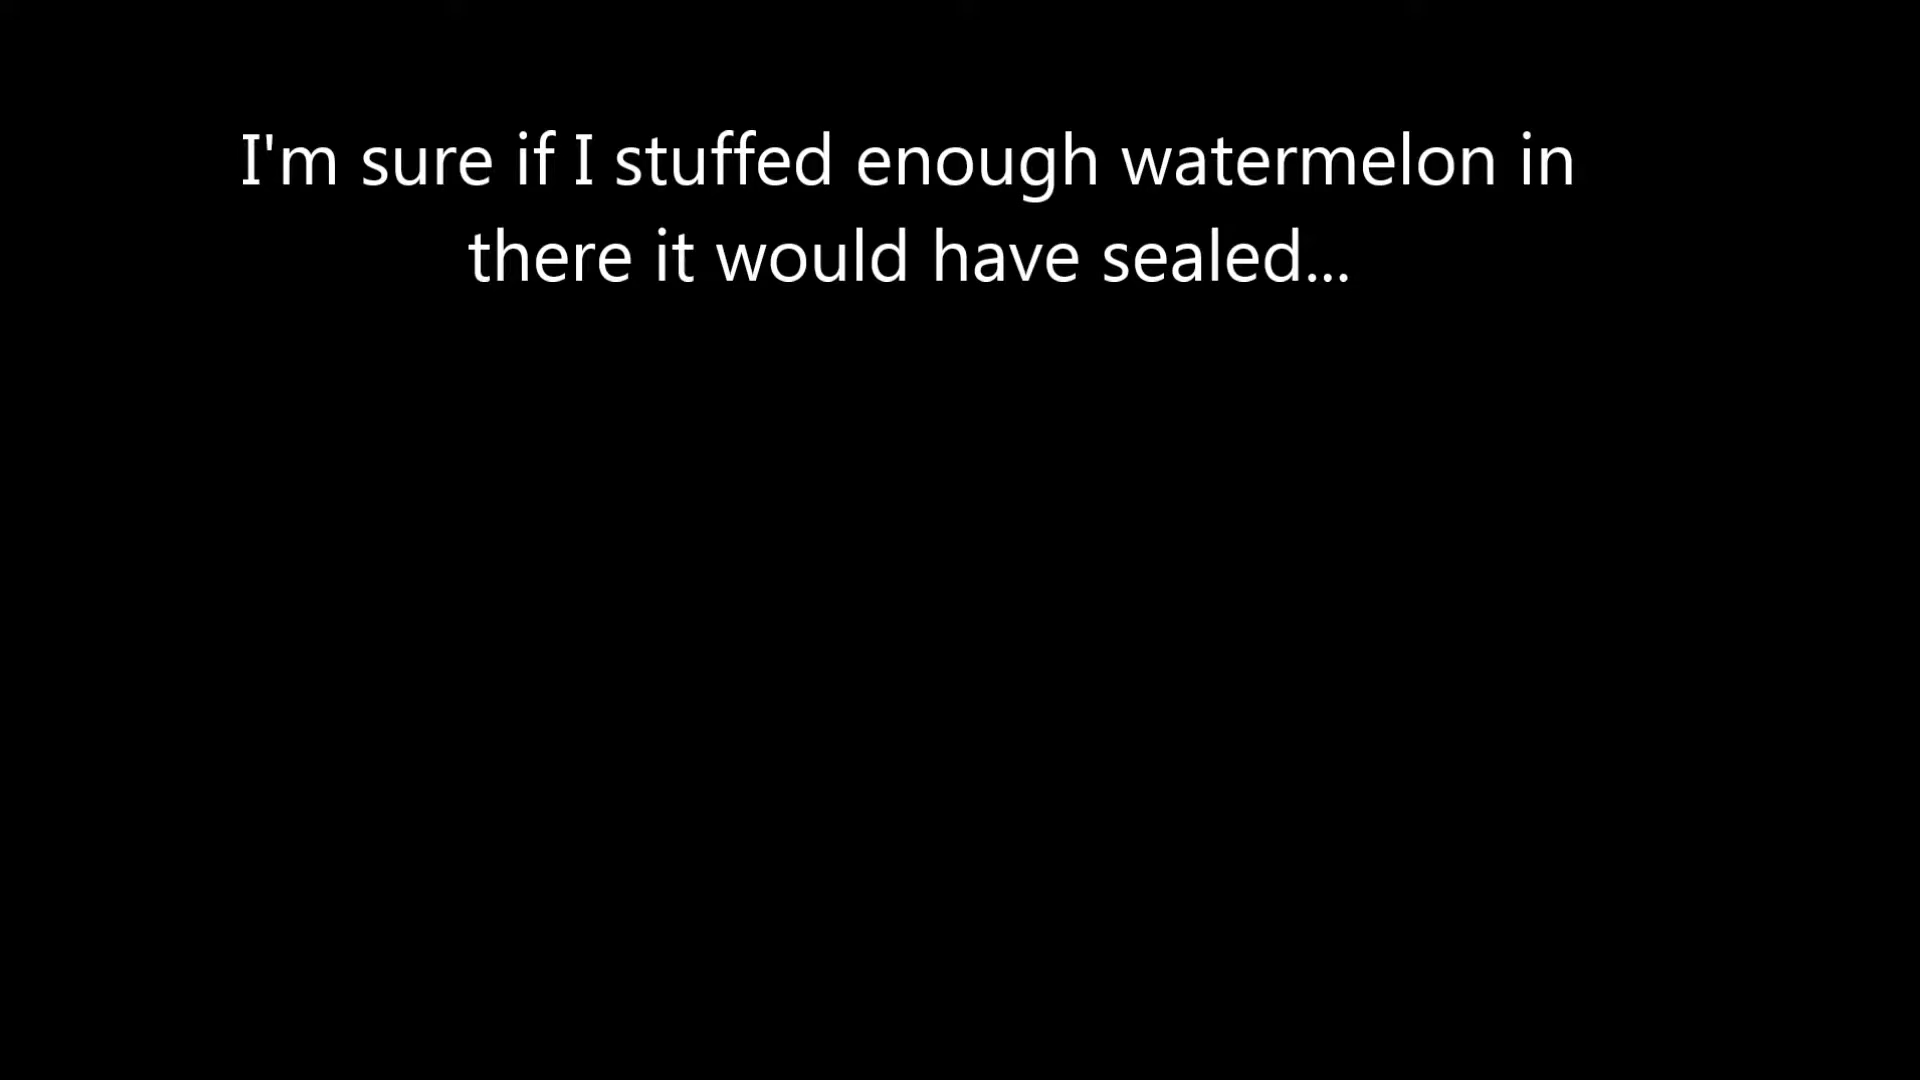 I'm sure if I stuffed enough watermelon in
there it would have sealed...